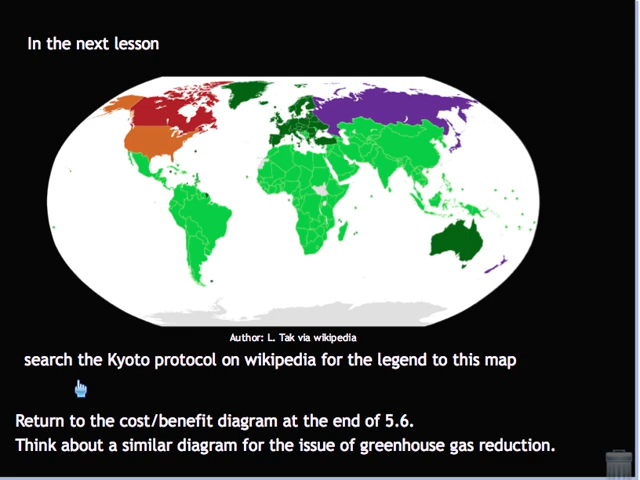 In the next lesson
Author: L. Tak via wikipedia
search the Kyoto protocol on wikipedia for the legend to this map
Return to the cost/benefit diagram at the end of 5.6.
Think about a similar diagram for the issue of greenhouse gas reduction.